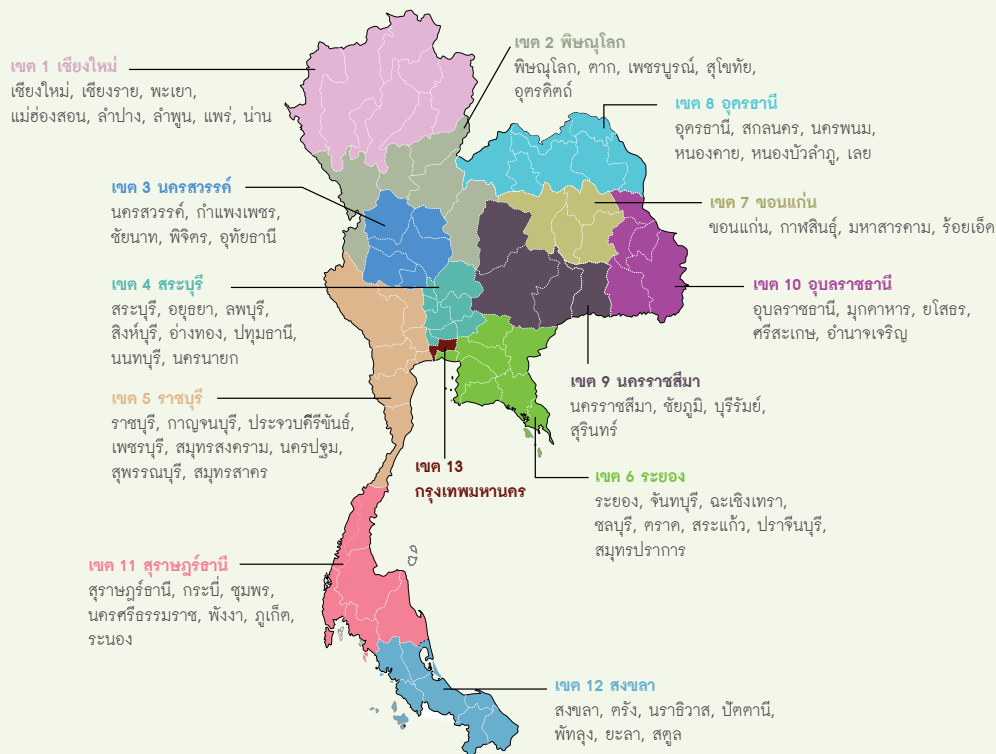 เขต 1 เชียงใหม่
เชียงใหม่, เชียงราย, พะเยา,
แม่ฮ่องสอน, ลำปาง, ลำพูน, แพร่, น่าน
เขต 2 พิษณุโลก
พิษณุโลก, ตาก, เพชรบูรณ์, สุโขทัย,
อุตรดิตถ์
เขต 8 อุดรธานี
อุดรธานี, สกลนคร, นครพนม,
หนองคาย, หนองบัวลำภู, เลย
เขต 3 นครสวรรค์
นครสวรรค์, กำแพงเพชร,
ชัยนาท, พิจิตร, อุทัยธานี
เขต 7 ขอนแก่น
ขอนแก่น, กาฬสินธุ์, มหาสารคาม, ร้อยเอ็ด
เขต 4 สระบุรี
สระบุรี, อยุธยา, ลพบุรี,
สิงห์บุรี, อ่างทอง, ปทุมธานี,
นนทบุรี, นครนายก
เขต 10 อุบลราชธานี
อุบลราชธานี, มุกดาหาร, ยโสธร,
ศรีสะเกษ, อำนาจเจริญ
เขต 9 นครราชสีมา
นครราชสีมา, ชัยภูมิ, บุรีรัมย์,
สุรินทร์
เขต 5 ราชบุรี
ราชบุรี, กาญจนบุรี, ประจวบคีรีขันธ์,
เพชรบุรี, สมุทรสงคราม, นครปฐม,
สุพรรณบุรี, สมุทรสาคร
เขต 13
กรุงเทพมหานคร
เขต 6 ระยอง
ระยอง, จันทบุรี, ฉะเชิงเทรา,
ชลบุรี, ตราด, สระแก้ว, ปราจีนบุรี,
สมุทรปราการ
เขต 11 สุราษฎร์ธานี
สุราษฎร์ธานี, กระบี่, ชุมพร,
นครศรีธรรมราช, พังงา, ภูเก็ต,
ระนอง
เขต 12 สงขลา
สงขลา, ตรัง, นราธิวาส, ปัตตานี,
พัทลุง, ยะลา, สตูล